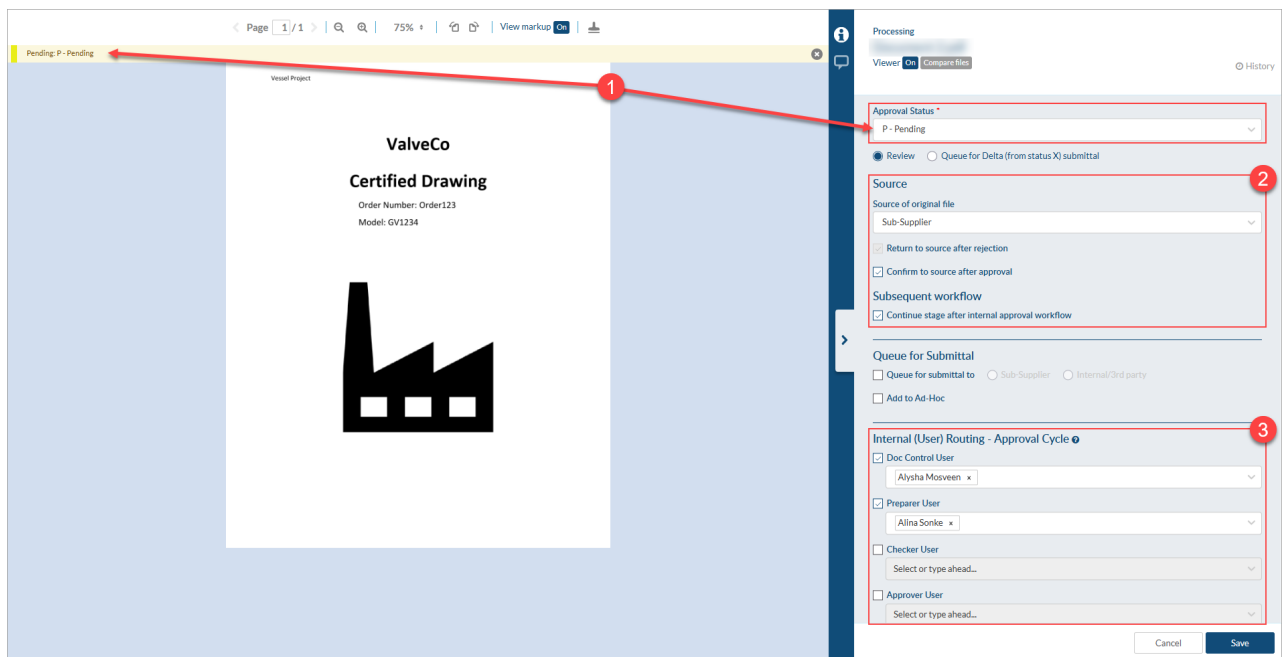 Page 1 / 1 75% View markup On
Pending: P - Pending
Vessel Project
ValveCo
Certified Drawing
Order Number: Order123
Model: GV1234
1
Processing
Viewer On Compare files
History
Approval Status *
P - Pending
Review Queue for Delta (from status X) submittal
2
Source
Source of original file
Sub-Supplier
Return to source after rejection
Confirm to source after approval
Subsequent workflow
Continue stage after internal approval workflow
Queue for Submittal
Queue for submittal to Sub-Supplier Internal/3rd party
Add to Ad-Hoc
3
Internal (User) Routing - Approval Cycle
Doc Control User
Alysha Mosveen ×
Preparer User
Alina Sonke ×
Checker User
Select or type ahead...
Approver User
Select or type ahead...
Cancel Save